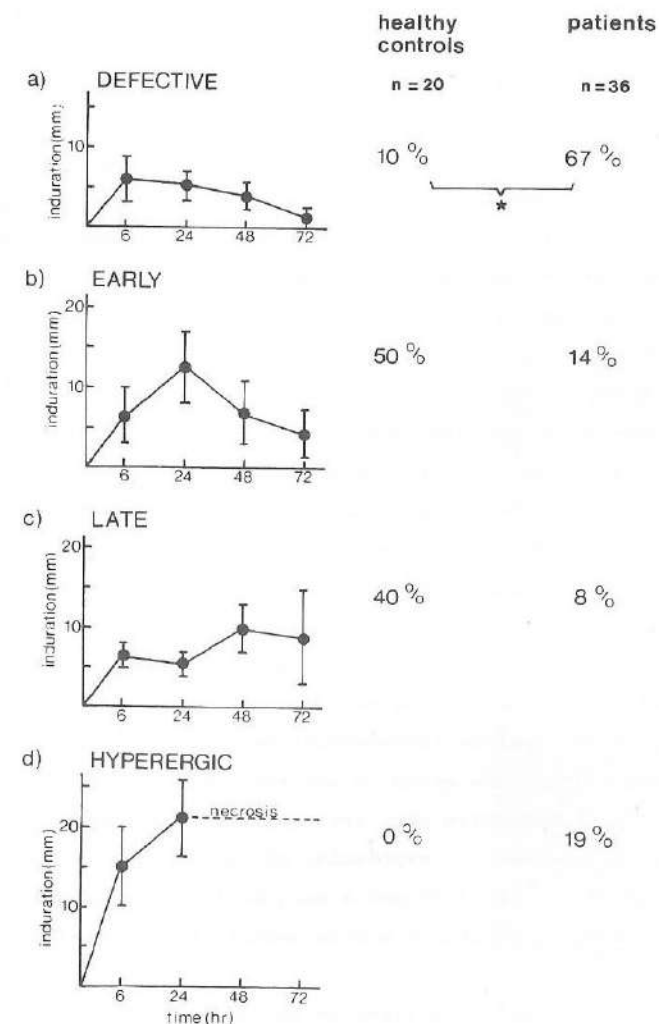 healthy controls
patients
n = 20
n = 36
a) DEFECTIVE
induration (mm)
10
6 24 48 72
10 %
67 %
*
b) EARLY
induration (mm)
20
10
6 24 48 72
50 %
14 %
c) LATE
induration (mm)
20
10
6 24 48 72
40 %
8 %
d) HYPERERGIC
induration (mm)
20
10
necrosis
6 24 48 72
time (hr)
0 %
19 %